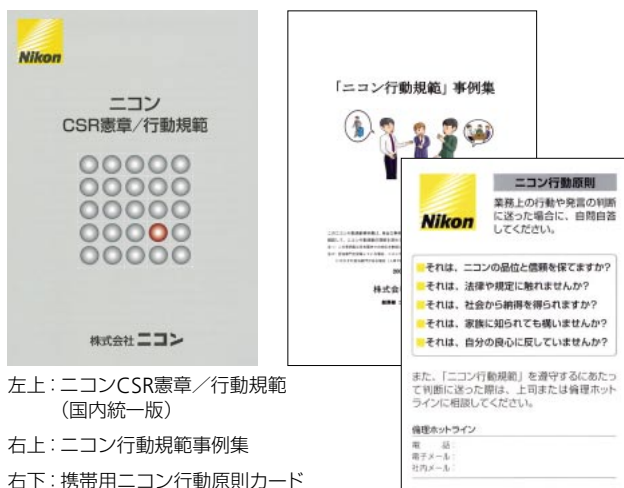 Nikon
ニコン
CSR憲章/行動規範
株式会社 ニコン
「ニコン行動規範」事例集
株式会
Nikon
ニコン行動原則
業務上の行動や発言の判断
に迷った場合に、自問自答
してください。
それは、ニコンの品位と信頼を保てますか?
それは、法律や規定に触れませんか?
それは、社会から納得を得られますか?
それは、家族に知られても構いませんか?
それは、自分の良心に反していませんか?
また、「ニコン行動規範」を遵守するにあたっ
て判断に迷った際は、上司または倫理ホット
ラインに相談してください。
倫理ホットライン
電 話:
電子メール:
社内メール:
左上:ニコンCSR憲章/行動規範
(国内統一版)
右上:ニコン行動規範事例集
右下:携帯用ニコン行動原則カード